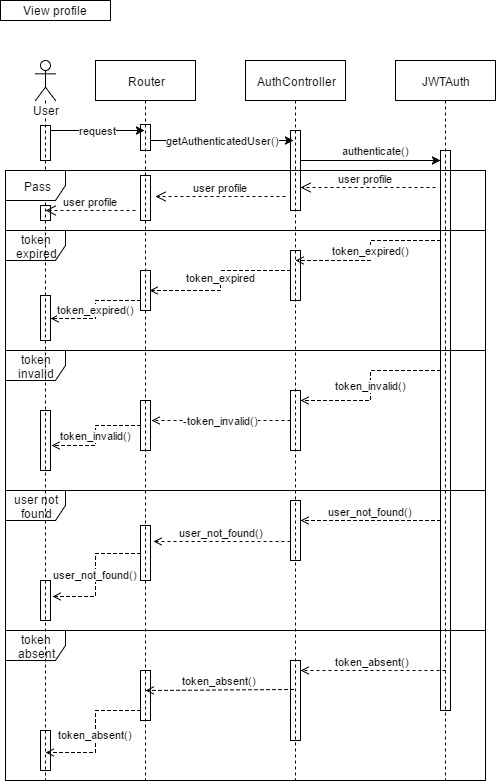 View profile
Router
AuthController
JWTAuth
User
request
getAuthenticatedUser()
authenticate()
Pass
user profile
user profile
user profile
token
expired
token_expired()
token_expired
token_expired()
token
invalid
token_invalid()
-token_invalid()-
token_invalid()
user not
found
user_not_found()
user_not_found()
user_not_found()
token
absent
token_absent()
token_absent()
token_absent()